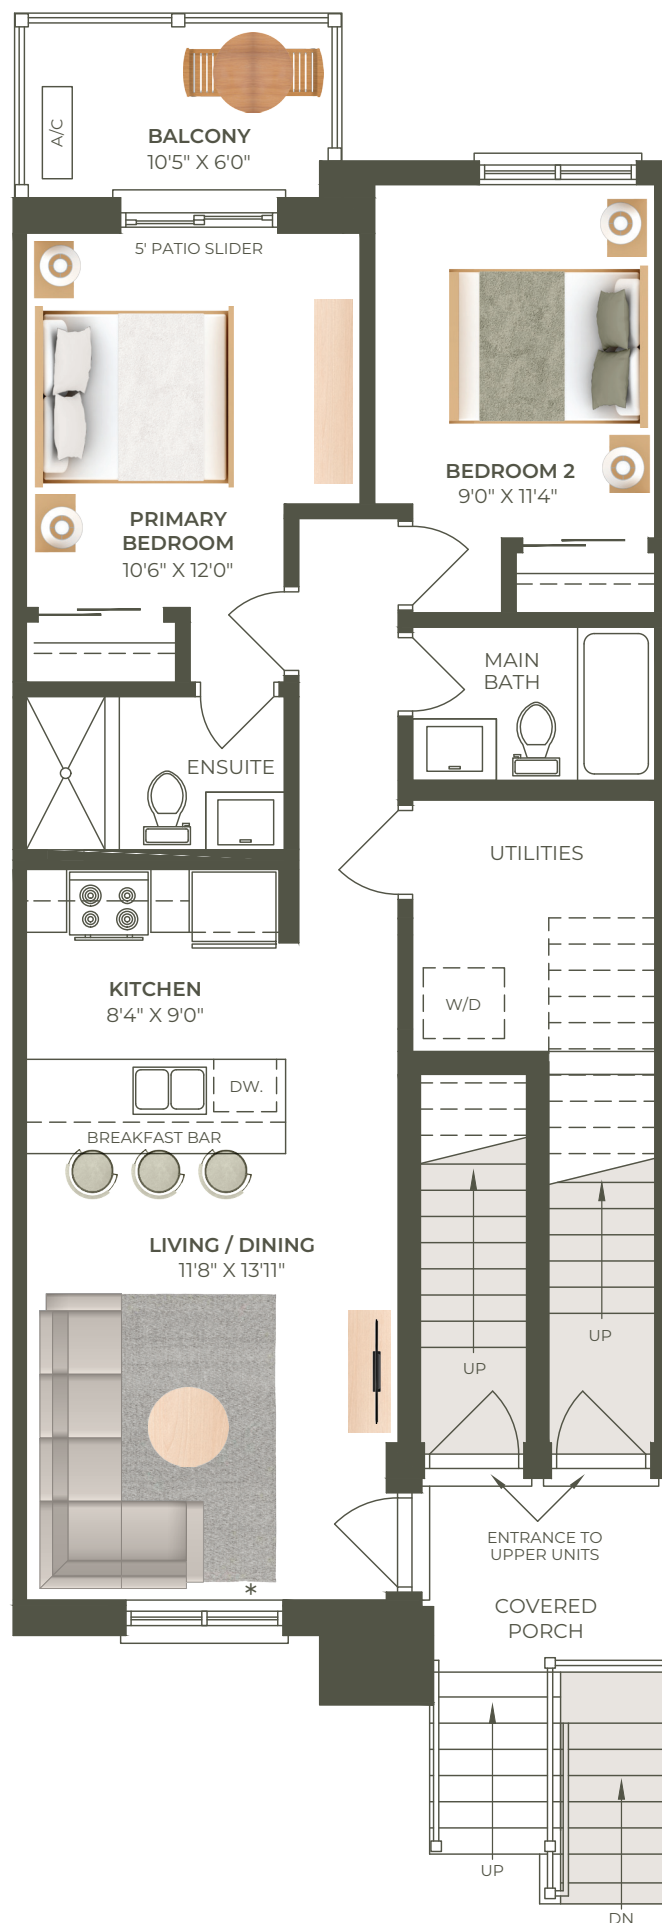 A/C
BALCONY
10'5" X 6'0"
5' PATIO SLIDER
BEDROOM 2
9'0" X 11'4"
PRIMARY
BEDROOM
10'6" X 12'0"
MAIN
BATH
ENSUITE
UTILITIES
KITCHEN
8'4" X 9'0"
W/D
DW.
BREAKFAST BAR
LIVING / DINING
11'8" X 13'11"
UP
UP
*
ENTRANCE TO
UPPER UNITS
COVERED
PORCH
UP
DN